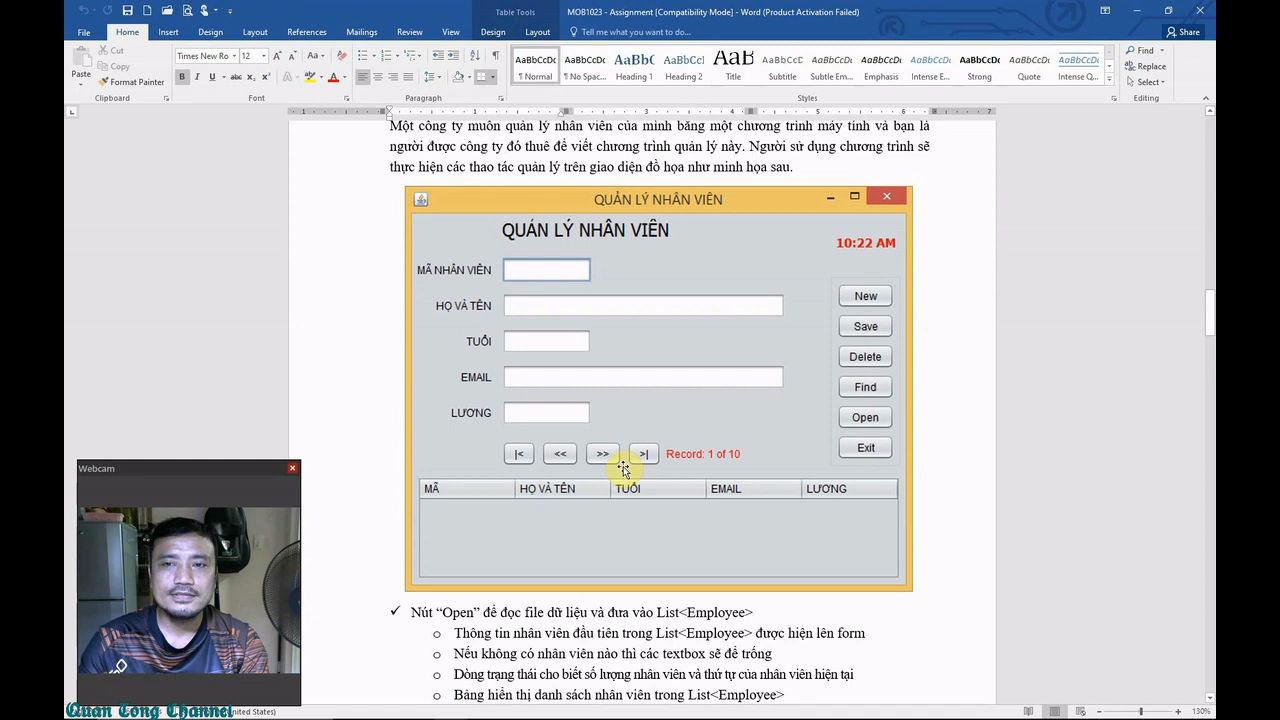 Table Tools
MOB1023 - Assignment [Compatibility Mode] - Word (Product Activation Failed)
File Home Insert Design Layout References Mailings Review View Design Layout Tell me what you want to do... Share
Paste
Cut
Copy
Format Painter
Clipboard
Times New Ro 12
Font
Paragraph
AaBbCcDc AaBbCcDc AaBbC AaBbCcl AaB AaBbCcD AaBbCcDc AaBbCcDc AaBbCcDc AaBbCcDc AaBbCcDc AaBbCcDc
¶ Normal ¶ No Spac... Heading 1 Heading 2 Title Subtitle Subtle Em... Emphasis Intense E... Strong Quote Intense Q...
Styles
Find
Replace
Select
Editing
Một công ty muốn quản lý nhân viên của mình bằng một chương trình máy tính và bạn là
người được công ty đó thuê để viết chương trình quản lý này. Người sử dụng chương trình sẽ
thực hiện các thao tác quản lý trên giao diện đồ họa như minh họa sau.
QUẢN LÝ NHÂN VIÊN
QUẢN LÝ NHÂN VIÊN
10:22 AM
MÃ NHÂN VIÊN
HỌ VÀ TÊN
TUỔI
EMAIL
LƯƠNG
New
Save
Delete
Find
Open
Exit
|< << >> >| Record: 1 of 10
MÃ HỌ VÀ TÊN TUỔI EMAIL LƯƠNG
✓ Nút “Open” để đọc file dữ liệu và đưa vào List<Employee>
o Thông tin nhân viên đầu tiên trong List<Employee> được hiện lên form
o Nếu không có nhân viên nào thì các textbox sẽ để trống
o Dòng trạng thái cho biết số lượng nhân viên và thứ tự của nhân viên hiện tại
o Bảng hiển thị danh sách nhân viên trong List<Employee>
Webcam
Quan Tong Channel
States)
130%